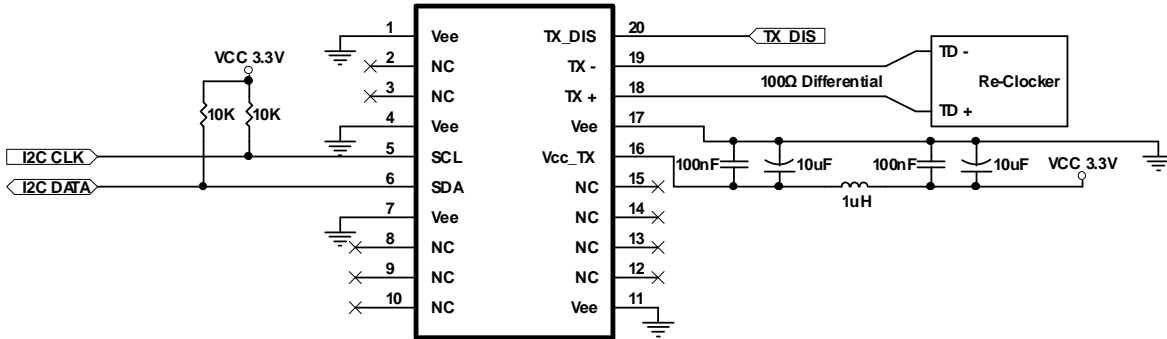 1 Vee TX_DIS 20 TX_DIS
VCC 3.3V 2 NC TX - 19 TD -
3 NC TX + 18 100Ω Differential Re-Clocker
10K 10K TD +
4 Vee Vee 17
I2C CLK 5 SCL Vcc_TX 16 100nF 10uF 100nF 10uF VCC 3.3V
I2C DATA 6 SDA NC 15
1uH
7 Vee NC 14
8 NC NC 13
9 NC NC 12
10 NC Vee 11